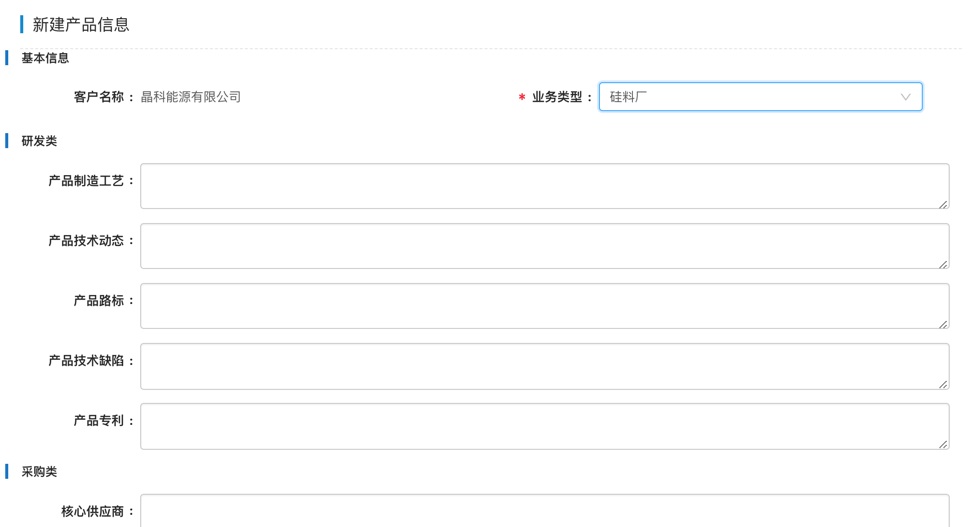 新建产品信息
基本信息
客户名称：晶科能源有限公司
* 业务类型：硅料厂
研发类
产品制造工艺：
产品技术动态：
产品路标：
产品技术缺陷：
产品专利：
采购类
核心供应商：